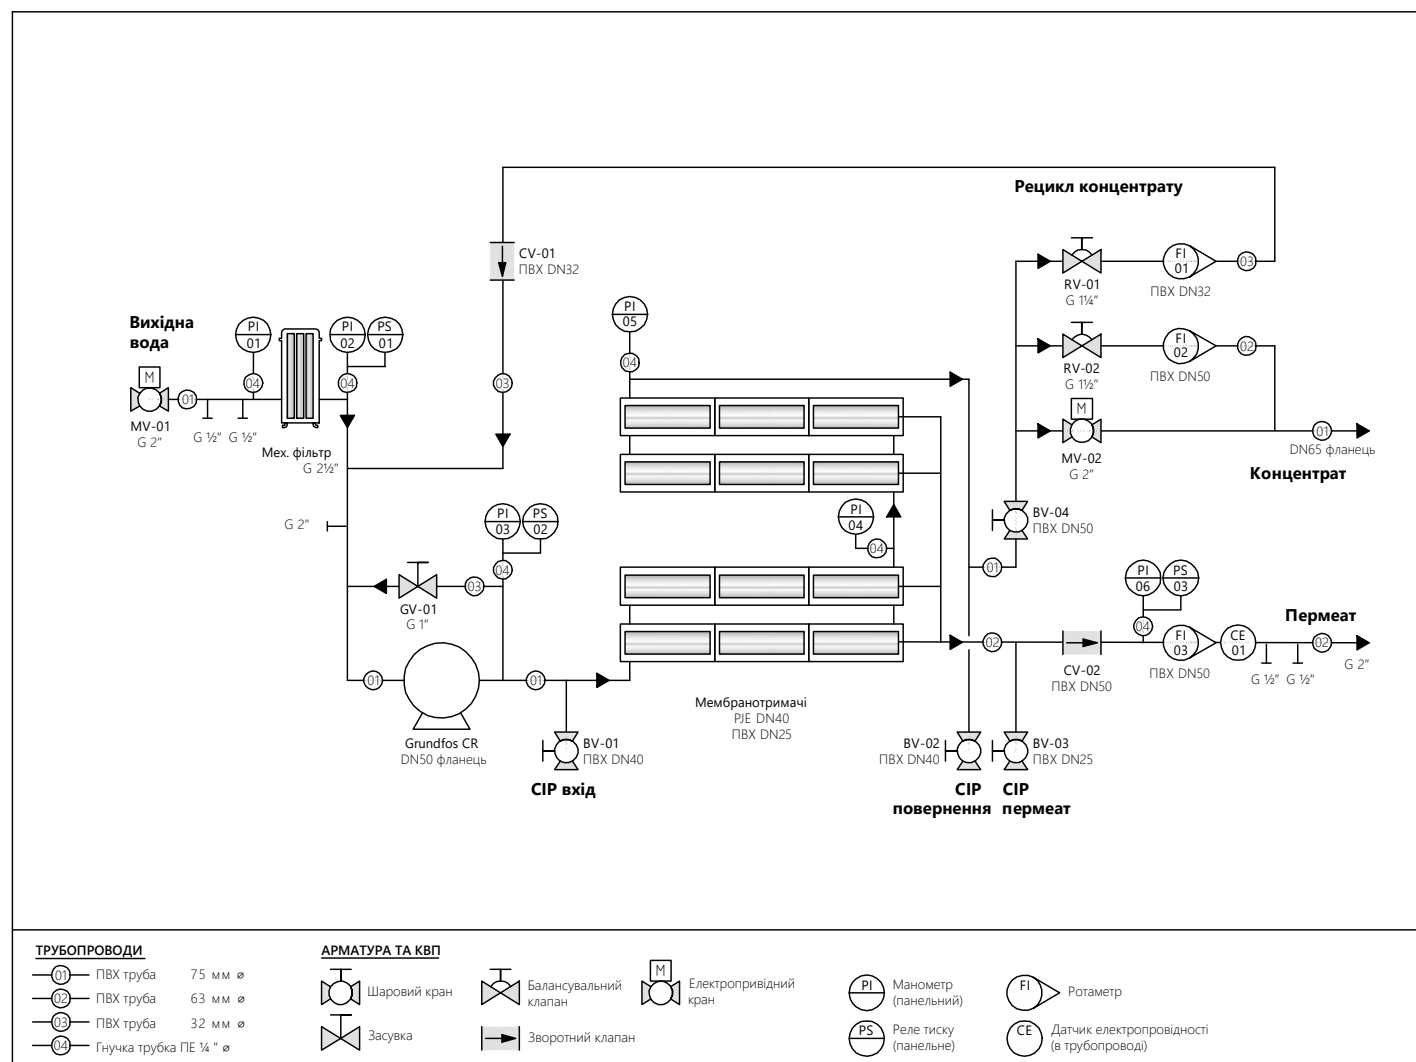 Рецикл концентрату
CV-01
ПВХ DN32
FI
01
03
RV-01
G 1¼"
ПВХ DN32
PI
05
Вихідна
вода
PI
01
PI
02
PS
01
FI
02
02
RV-02
G 1½"
ПВХ DN50
04
M
04
04
03
01
MV-01
G 2"
G ½"
G ½"
M
01
MV-02
G 2"
DN65 фланець
Концентрат
Мех. фільтр
G 2½"
PI
03
PS
02
PI
04
BV-04
ПВХ DN50
G 2"
04
04
01
03
GV-01
G 1"
PI
06
PS
03
04
Пермеат
02
FI
03
CE
01
02
CV-02
ПВХ DN50
ПВХ DN50
G ½"
G ½"
G 2"
01
01
Мембранотримачі
PJE DN40
ПВХ DN25
Grundfos CR
DN50 фланець
BV-01
ПВХ DN40
BV-02
ПВХ DN40
BV-03
ПВХ DN25
CIP вхід
CIP
повернення
CIP
пермеат
ТРУБОПРОВОДИ
01 ПВХ труба 75 мм ø
02 ПВХ труба 63 мм ø
03 ПВХ труба 32 мм ø
04 Гнучка трубка ПЕ ¼ " ø
АРМАТУРА ТА КВП
Шаровий кран
Засувка
Балансувальний
клапан
Зворотний клапан
M
Електропривідний
кран
PI
Манометр
(панельний)
PS
Реле тиску
(панельне)
FI
Ротаметр
CE
Датчик електропровідності
(в трубопроводі)